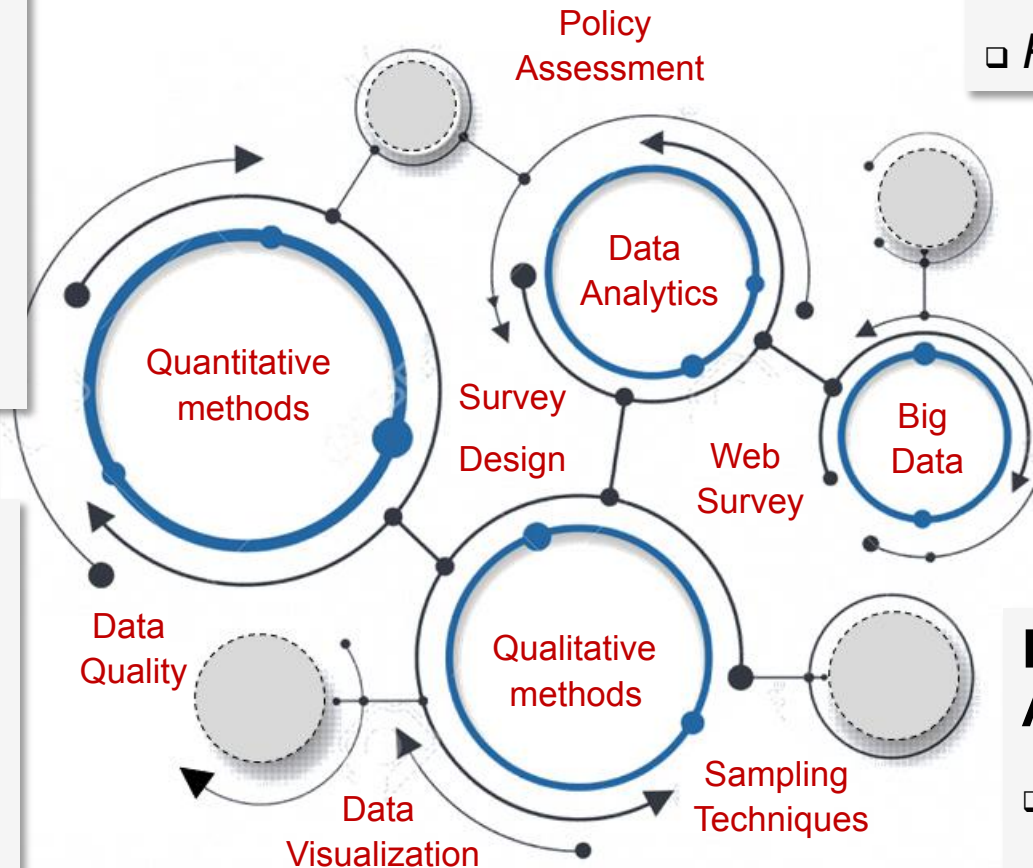 Policy
Assessment
Data
Analytics
Quantitative
methods
Survey
Design
Web
Survey
Big
Data
Data
Quality
Qualitative
methods
Sampling
Techniques
Data
Visualization